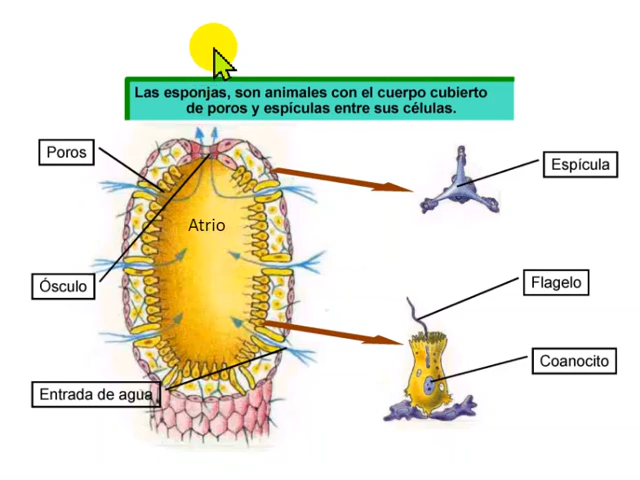 Las esponjas, son animales con el cuerpo cubierto
de poros y espículas entre sus células.
Poros
Espícula
Atrio
Ósculo
Flagelo
Coanocito
Entrada de agua